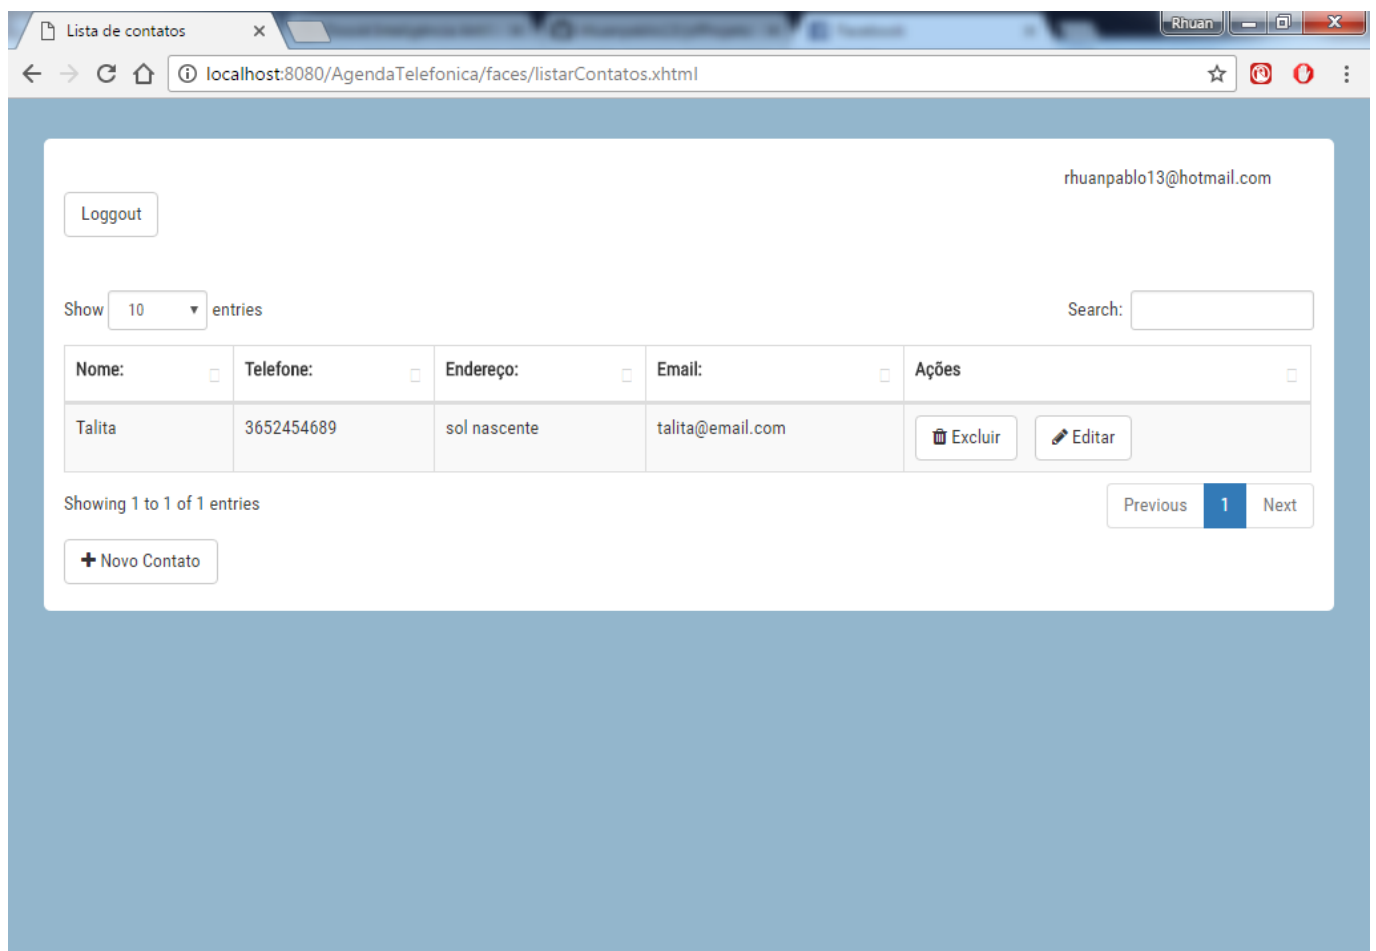 Lista de contatos
Rhuan
localhost:8080/AgendaTelefonica/faces/listarContatos.xhtml
rhuanpablo13@hotmail.com
Loggout
Show 10 entries Search:
Nome: Telefone: Endereço: Email: Ações
Talita 3652454689 sol nascente talita@email.com Excluir Editar
Showing 1 to 1 of 1 entries Previous 1 Next
Novo Contato